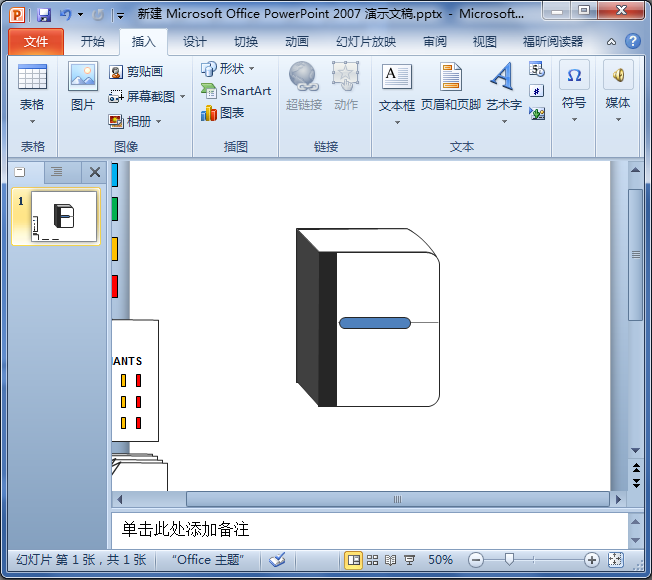 新建 Microsoft Office PowerPoint 2007 演示文稿.pptx - Microsoft...
文件 开始 插入 设计 切换 动画 幻灯片放映 审阅 视图 福昕阅读器
表格
图片
剪贴画
屏幕截图
相册
形状
SmartArt
图表
超链接
动作
文本框
页眉和页脚
艺术字
符号
媒体
表格 图像 插图 链接 文本
1
ANTS
单击此处添加备注
幻灯片 第 1 张，共 1 张 "Office 主题" 50%